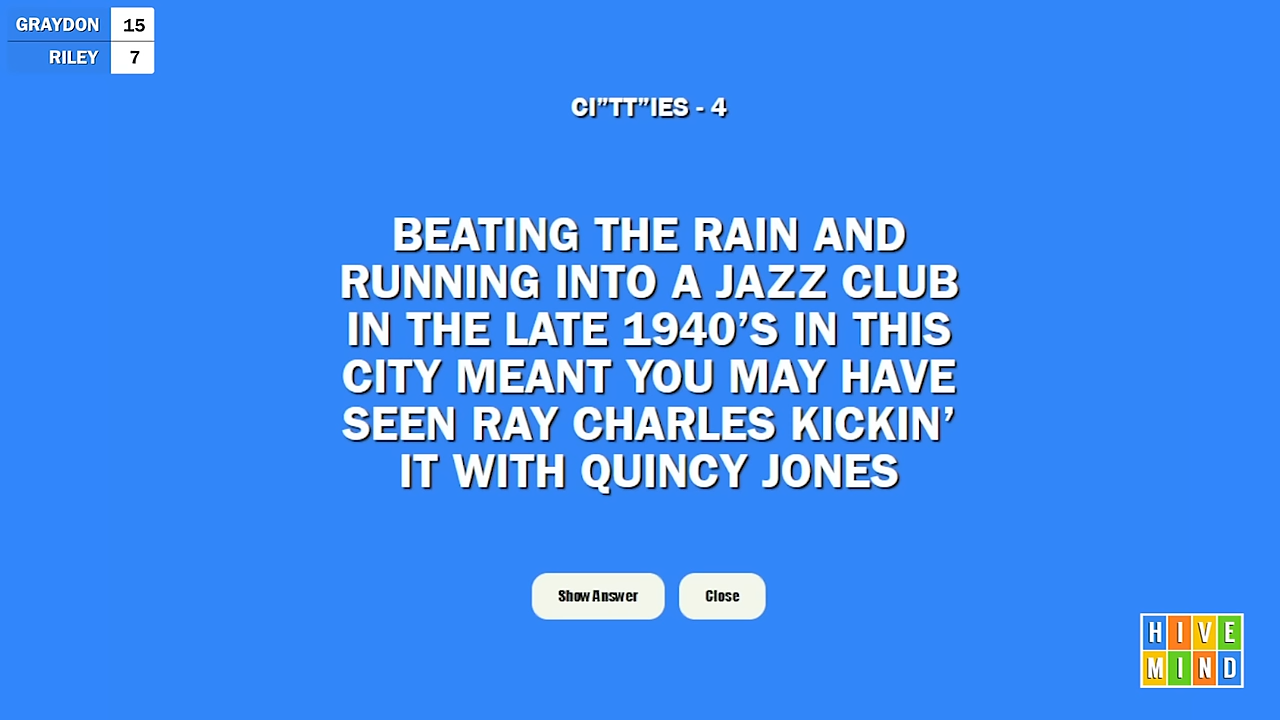 GRAYDON 15
RILEY 7
CI”TT”IES - 4
BEATING THE RAIN AND
RUNNING INTO A JAZZ CLUB
IN THE LATE 1940’S IN THIS
CITY MEANT YOU MAY HAVE
SEEN RAY CHARLES KICKIN’
IT WITH QUINCY JONES
Show Answer Close
HIVE
MIND